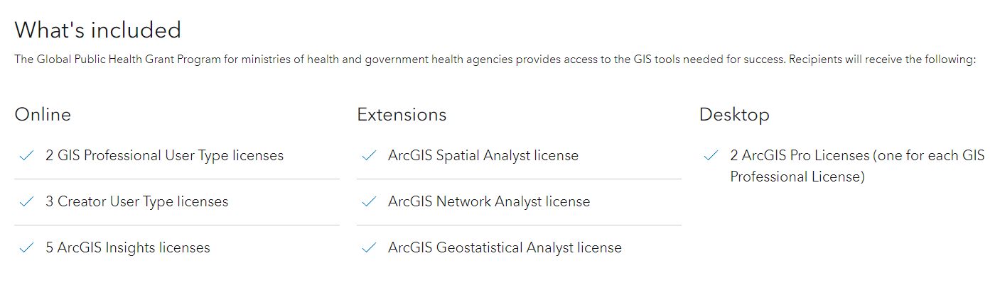 What's included
The Global Public Health Grant Program for ministries of health and government health agencies provides access to the GIS tools needed for success. Recipients will receive the following:
Online
2 GIS Professional User Type licenses
3 Creator User Type licenses
5 ArcGIS Insights licenses
Extensions
ArcGIS Spatial Analyst license
ArcGIS Network Analyst license
ArcGIS Geostatistical Analyst license
Desktop
2 ArcGIS Pro Licenses (one for each GIS
Professional License)